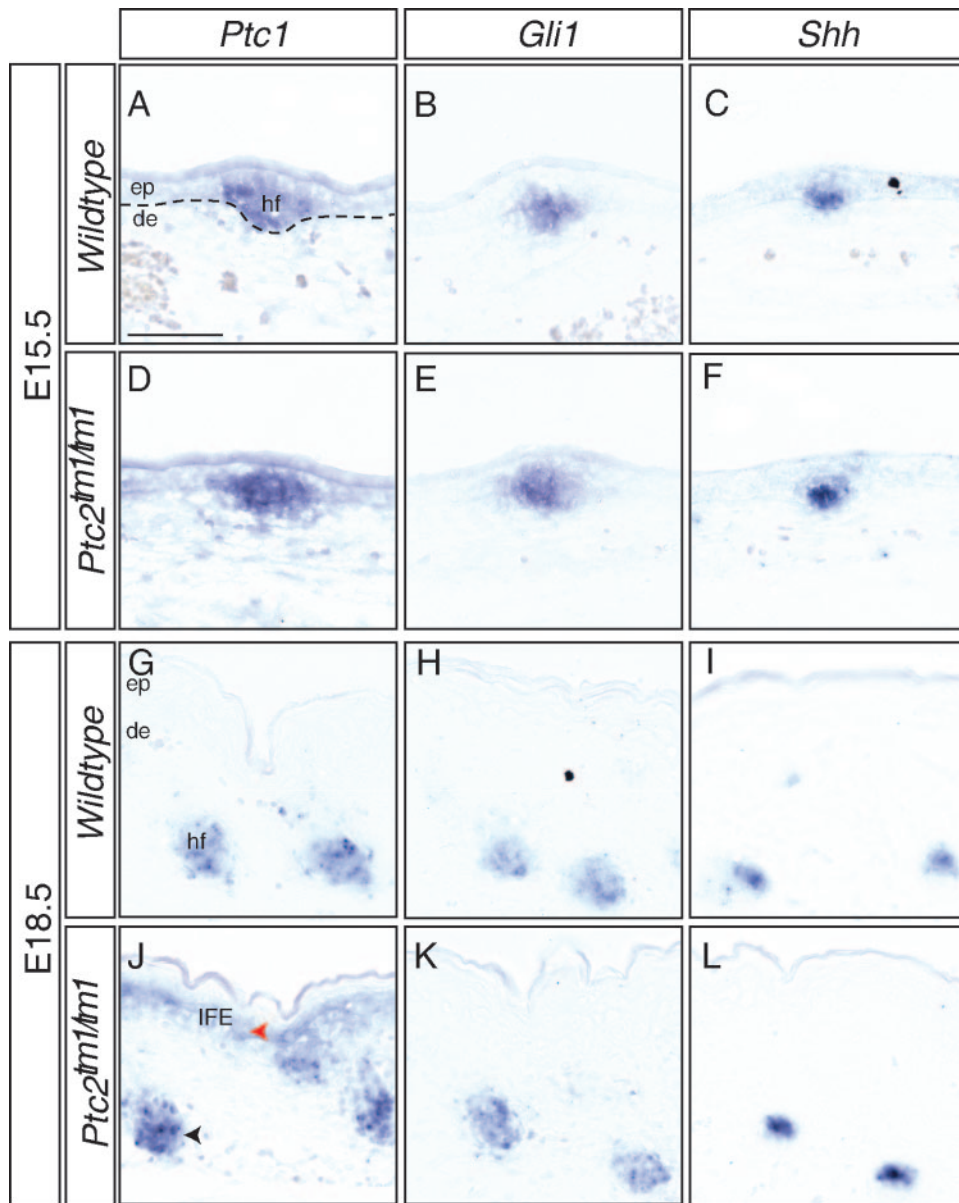 Ptc1 Gli1 Shh
E15.5
Wildtype
A B C
ep
de
hf
Ptc2tm1/tm1
D E F
E18.5
Wildtype
G H I
ep
de
hf
Ptc2tm1/tm1
J K L
IFE